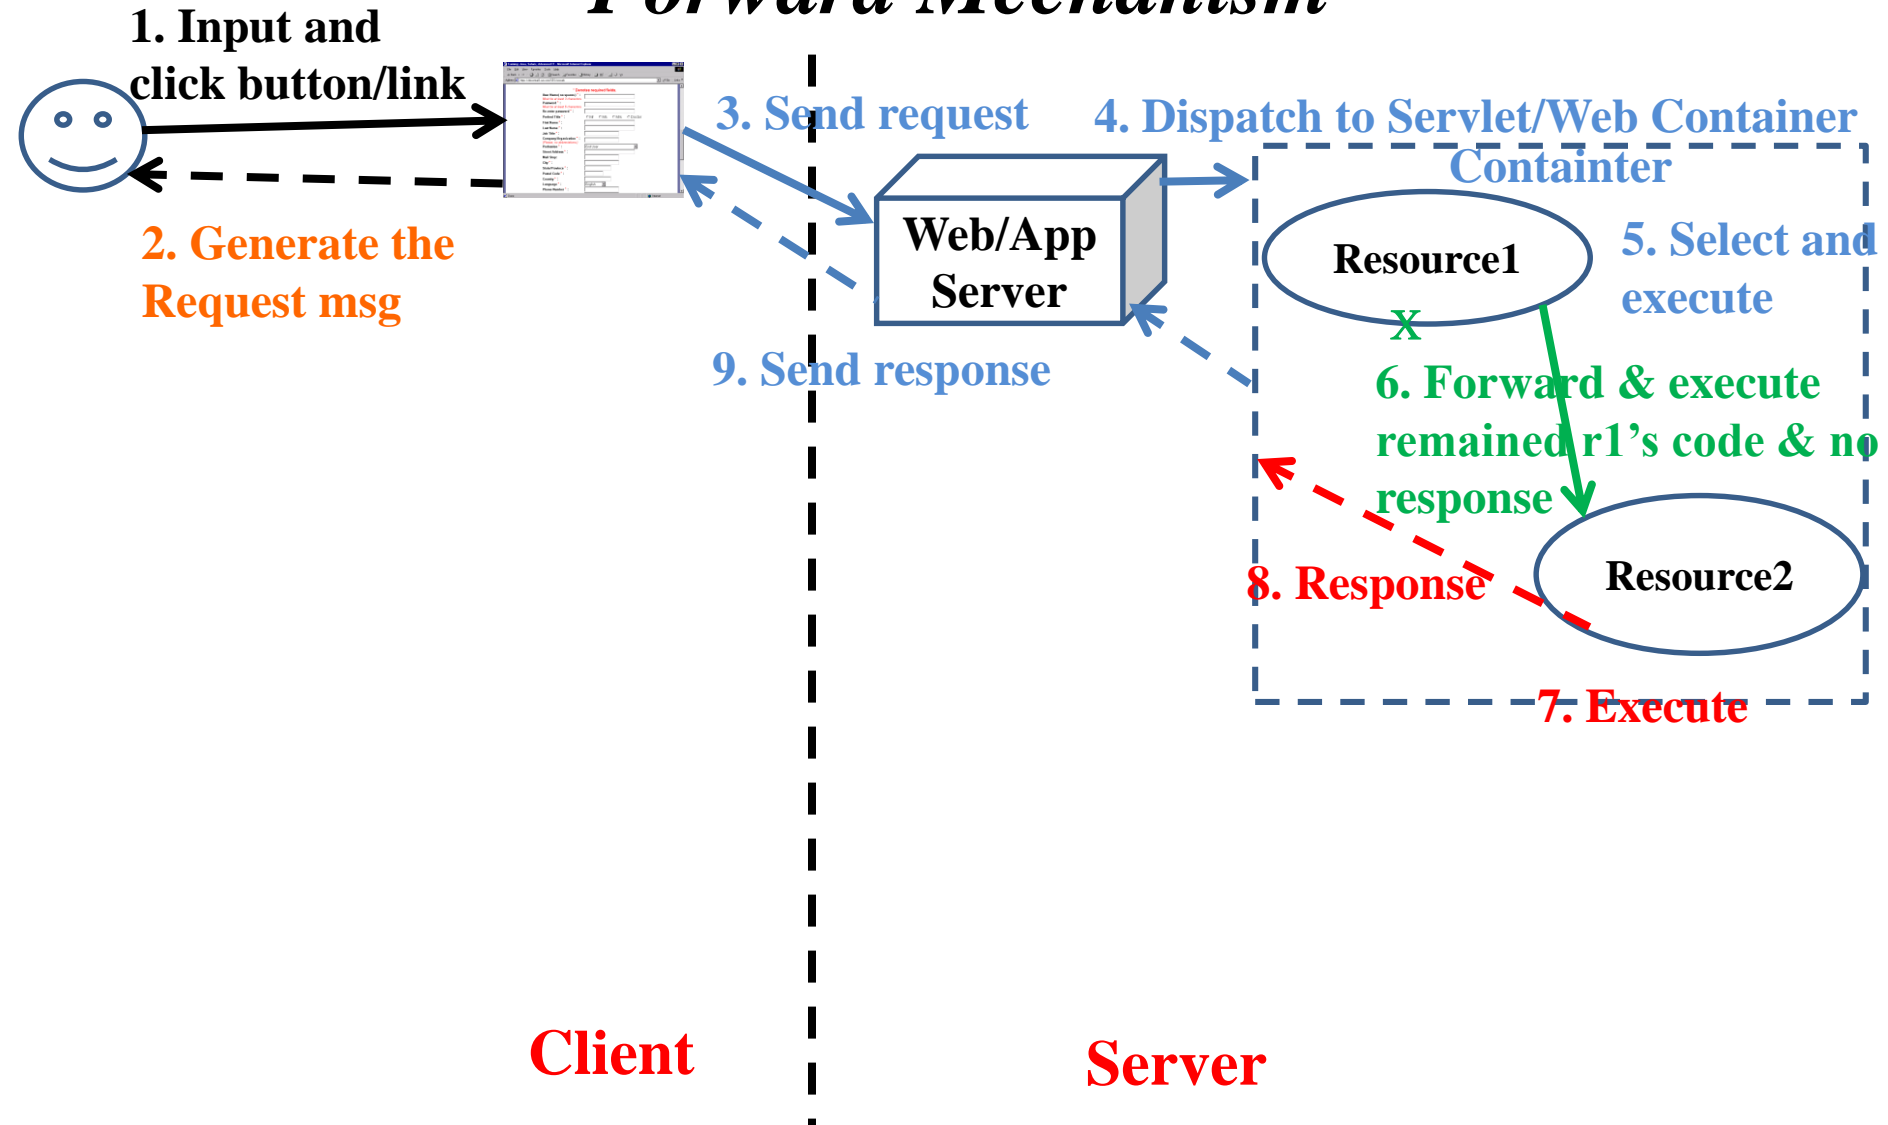 Forward Mechanism
1. Input and
click button/link
3. Send request
4. Dispatch to Servlet/Web Container
Containter
2. Generate the
Request msg
Web/App
Server
Resource1
5. Select and
execute
x
9. Send response
6. Forward & execute
remained r1’s code & no
response
8. Response
Resource2
7. Execute
Client
Server